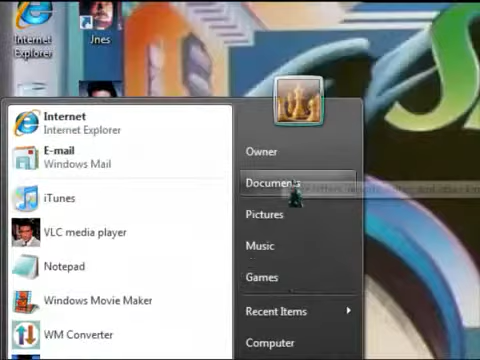 Internet
Explorer
Jnes
Internet
Internet Explorer
E-mail
Windows Mail
iTunes
VLC media player
Notepad
Windows Movie Maker
WM Converter
Owner
Documents
Pictures
Music
Games
Recent Items
Computer